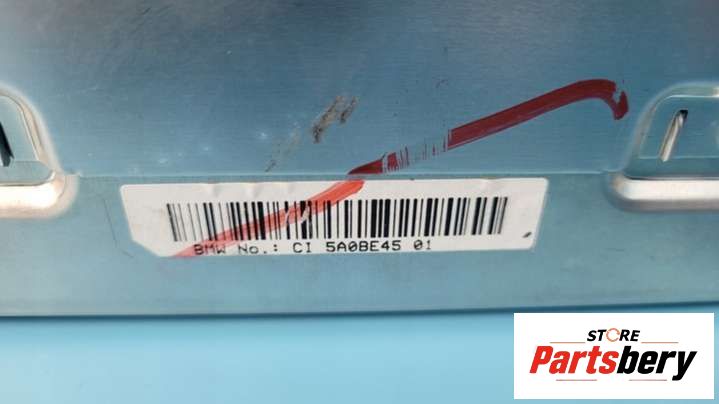 BMW No.: CI 5A0BE45 01
STORE
Partsbery